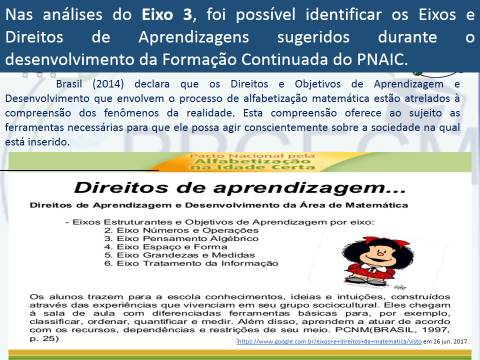 Nas análises do Eixo 3, foi possível identificar os Eixos e
Direitos de Aprendizagens sugeridos durante o
desenvolvimento da Formação Continuada do PNAIC.
Brasil (2014) declara que os Direitos e Objetivos de Aprendizagem e
Desenvolvimento que envolvem o processo de alfabetização matemática estão atrelados à
compreensão dos fenômenos da realidade. Esta compreensão oferece ao sujeito as
ferramentas necessárias para que ele possa agir conscientemente sobre a sociedade na qual
está inserido.
Pacto Nacional pela
Alfabetização
na Idade Certa
Direitos de aprendizagem...
Direitos de Aprendizagem e Desenvolvimento da Área de Matemática
- Eixos Estruturantes e Objetivos de Aprendizagem por eixo:
2. Eixo Números e Operações
3. Eixo Pensamento Algébrico
4. Eixo Espaço e Forma
5. Eixo Grandezas e Medidas
6. Eixo Tratamento da Informação
Os alunos trazem para a escola conhecimentos, ideias e intuições, construídos
através das experiências que vivenciam em seu grupo sociocultural. Eles chegam
à sala de aula com diferenciadas ferramentas básicas para, por exemplo,
classificar, ordenar, quantificar e medir. Além disso, aprendem a atuar de acordo
com os recursos, dependências e restrições de seu meio. PCNM(BRASIL, 1997,
p. 25)
https://www.google.com.br/eixos+e+direitos+da+matematica/visto em 26 jun. 2017.